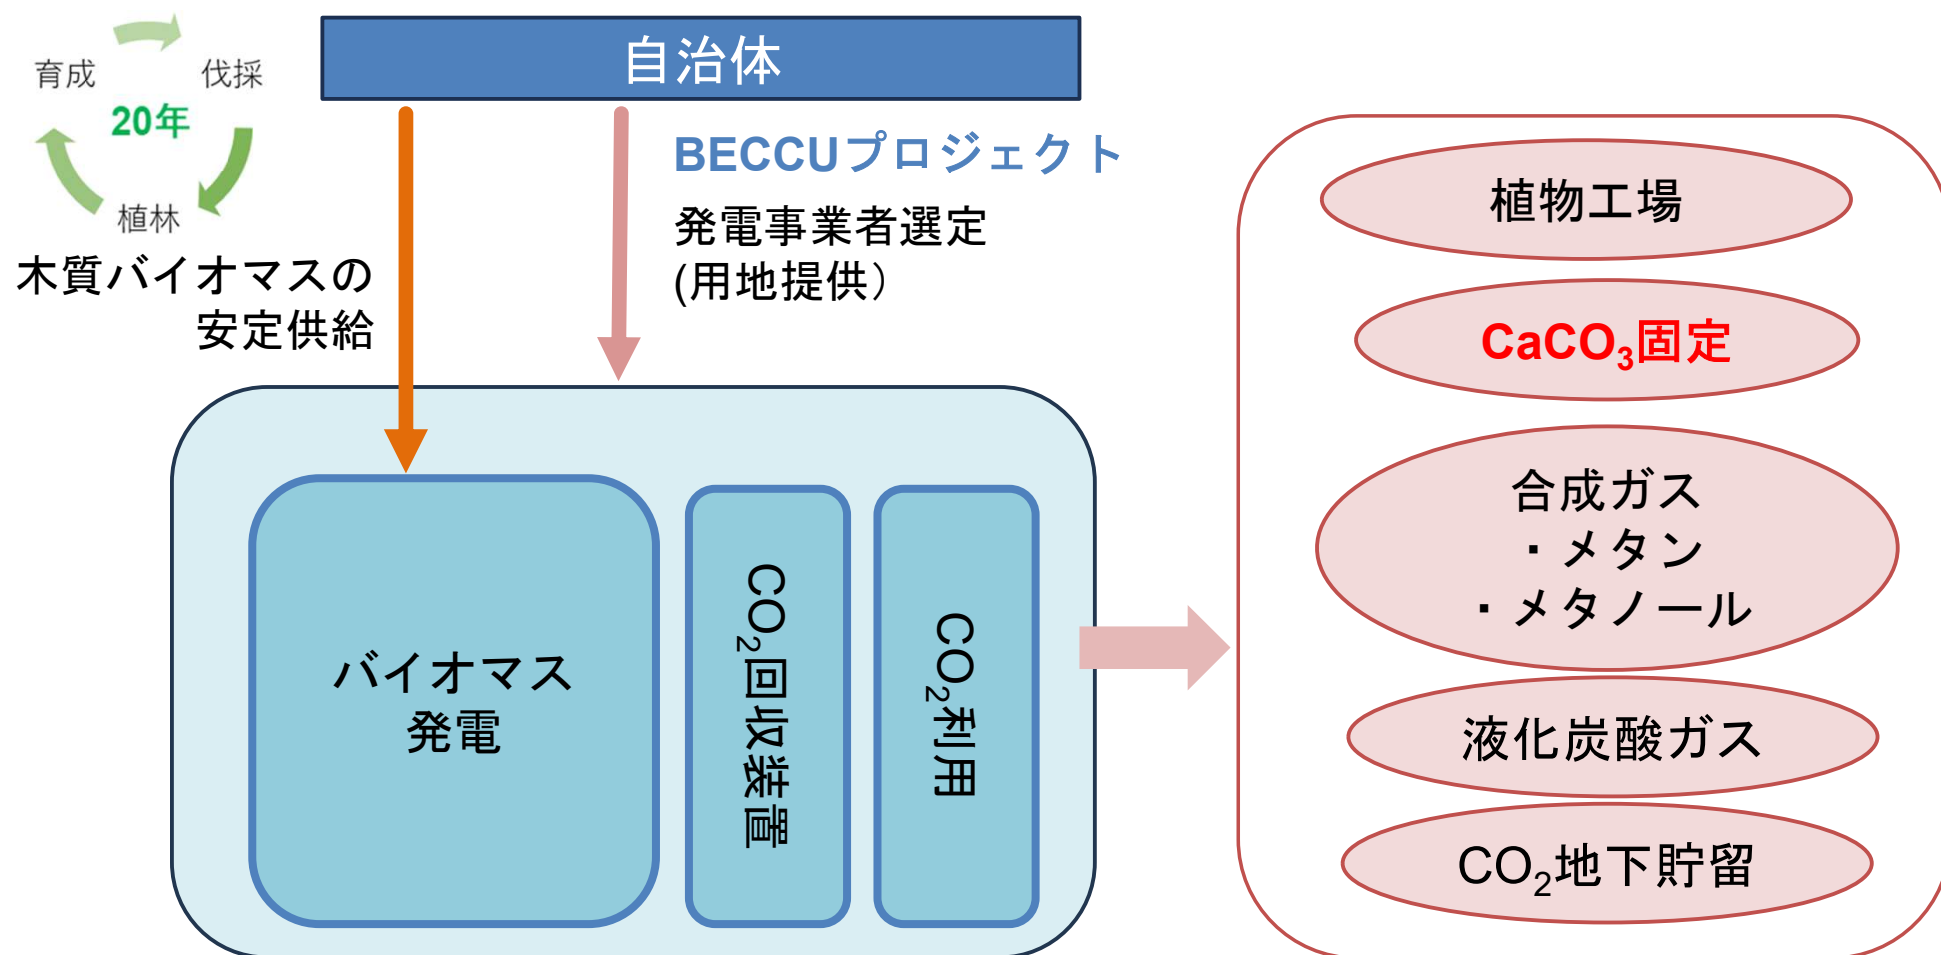 自治体
育成
伐採
20年
植林
木質バイオマスの
安定供給
BECCUプロジェクト
発電事業者選定
(用地提供）
バイオマス
発電
CO₂回収装置
CO₂利用
植物工場
CaCO₃固定
合成ガス
・メタン
・メタノール
液化炭酸ガス
CO₂地下貯留